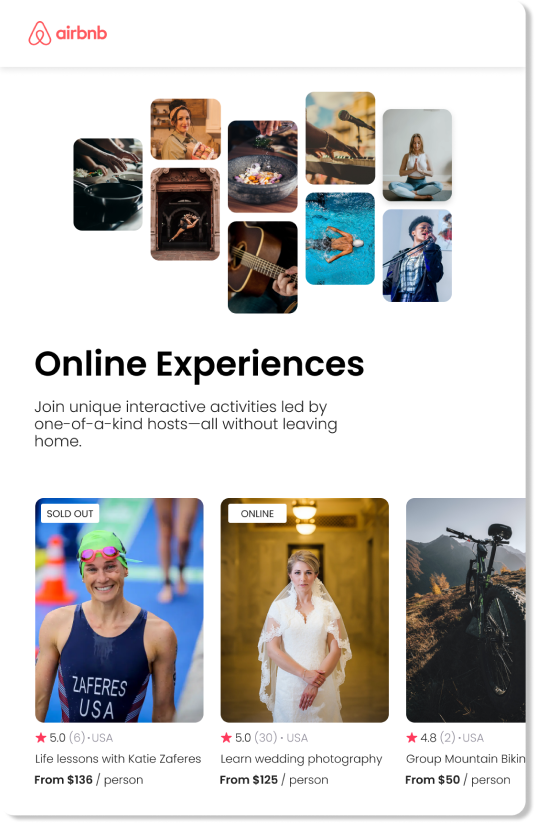 airbnb
Online Experiences
Join unique interactive activities led by
one-of-a-kind hosts—all without leaving
home.
SOLD OUT
ZAFERES
USA
5.0 (6) · USA
Life lessons with Katie Zaferes
From $136 / person
ONLINE
5.0 (30) · USA
Learn wedding photography
From $125 / person
4.8 (2) · USA
Group Mountain Bikin
From $50 / person